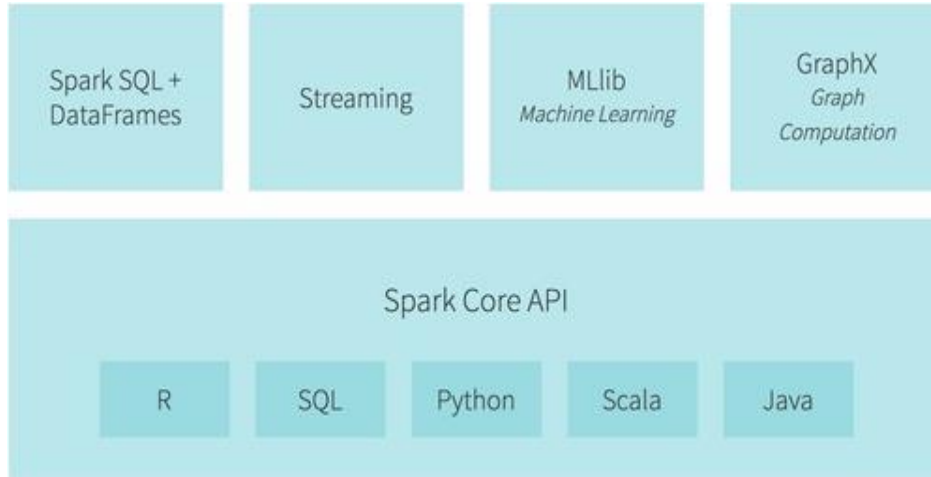 Spark SQL +
DataFrames
Streaming
MLlib
Machine Learning
GraphX
Graph
Computation
Spark Core API
R
SQL
Python
Scala
Java